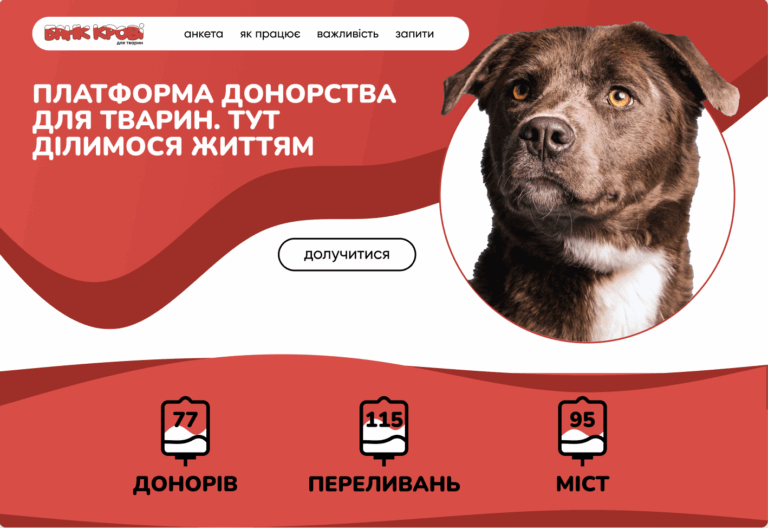 БАНК КРОВІ
для тварин
анкета як працює важливість запити
ПЛАТФОРМА ДОНОРСТВА
ДЛЯ ТВАРИН. ТУТ
ДІЛИМОСЯ ЖИТТЯМ
долучитися
77 115 95
ДОНОРІВ ПЕРЕЛИВАНЬ МІСТ